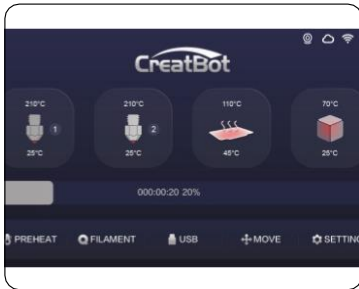 CreatBot
210°C 210°C 110°C 70°C
1 2
25°C 25°C 45°C 25°C
000:00:20 20%
PREHEAT FILAMENT USB MOVE SETTING